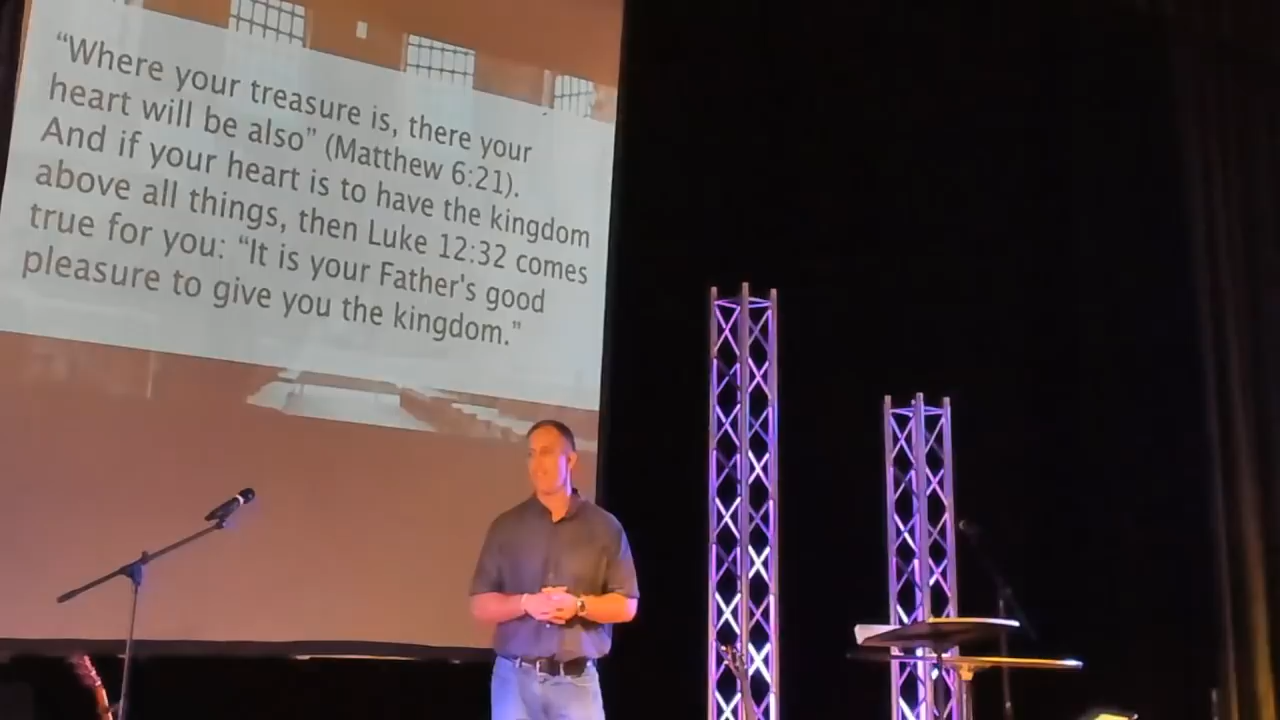 “Where your treasure is, there your
heart will be also” (Matthew 6:21).
And if your heart is to have the kingdom
above all things, then Luke 12:32 comes
true for you: “It is your Father's good
pleasure to give you the kingdom.”